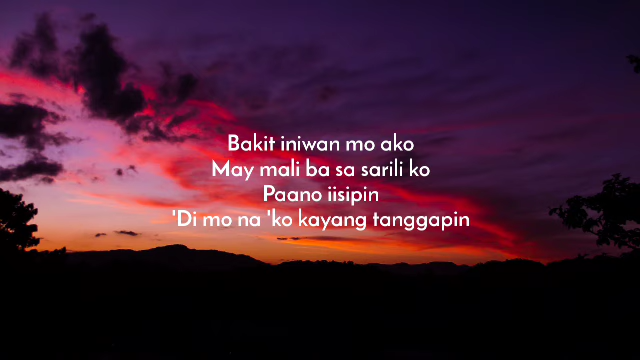 Bakit iniwan mo ako
May mali ba sa sarili ko
Paano iisipin
'Di mo na 'ko kayang tanggapin